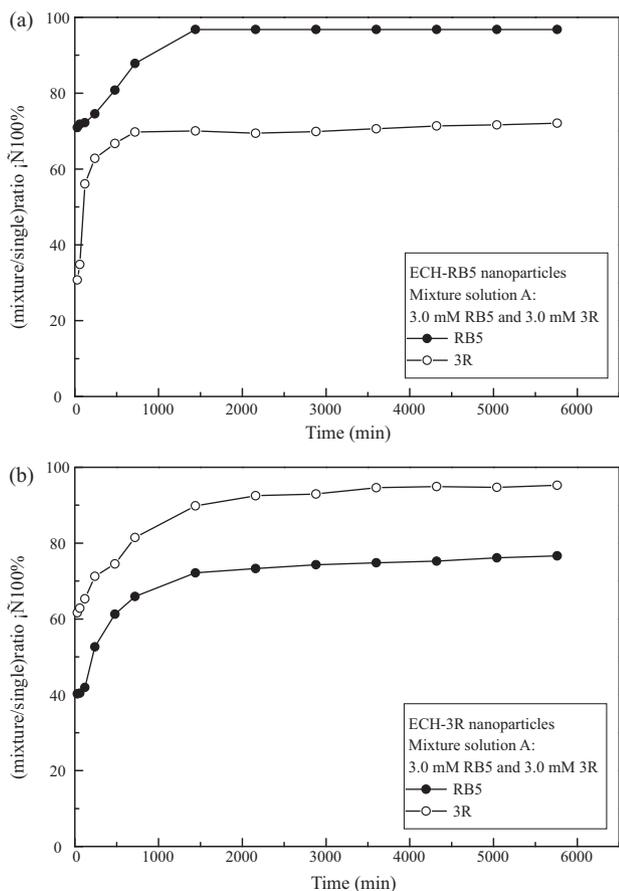 (a)
100
80
60
40
20
0
(mixture/single)ratio ¡Ñ100%
ECH-RB5 nanoparticles
Mixture solution A:
3.0 mM RB5 and 3.0 mM 3R
RB5
3R
0 1000 2000 3000 4000 5000 6000
Time (min)
(b)
100
80
60
40
20
0
(mixture/single)ratio ¡Ñ100%
ECH-3R nanoparticles
Mixture solution A:
3.0 mM RB5 and 3.0 mM 3R
RB5
3R
0 1000 2000 3000 4000 5000 6000
Time (min)